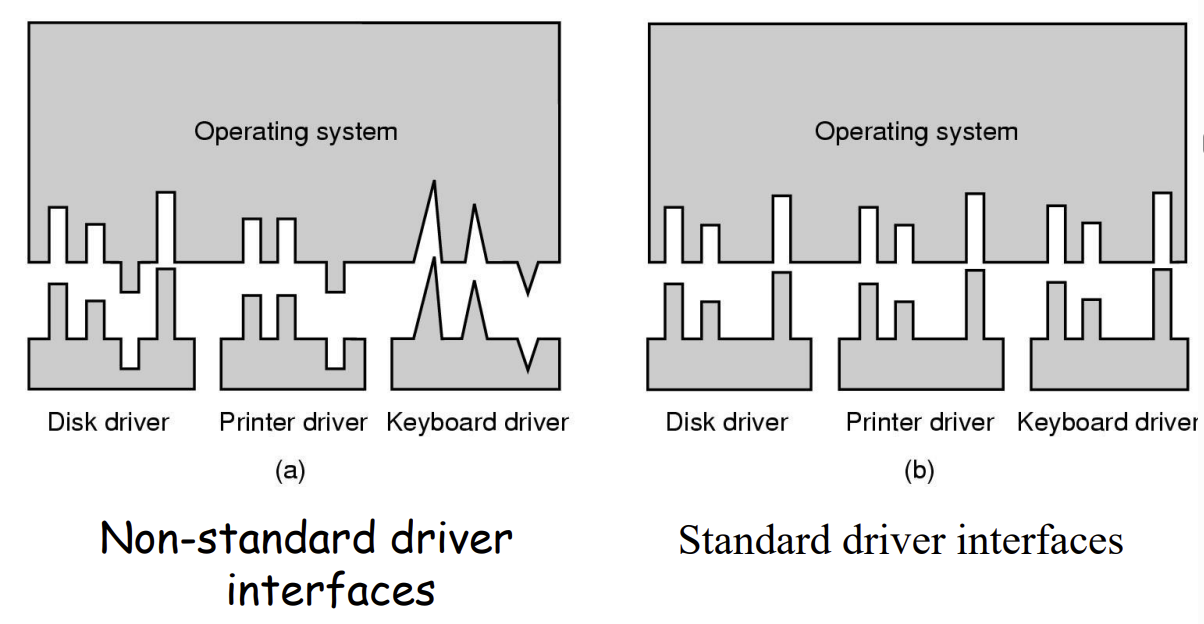 Operating system
Disk driver
Printer driver
Keyboard driver
(a)
Non-standard driver
interfaces
Operating system
Disk driver
Printer driver
Keyboard driver
(b)
Standard driver interfaces